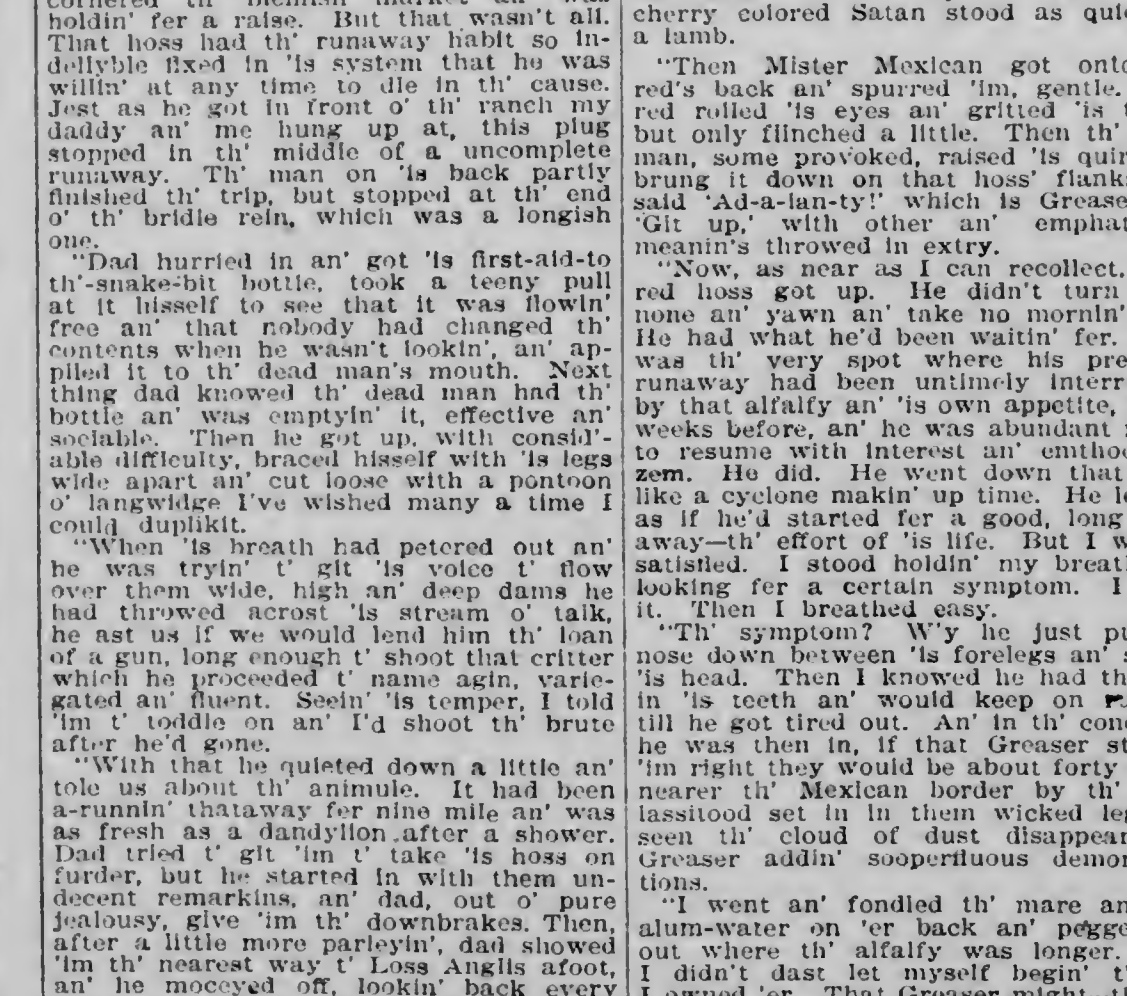 cornered th' blemish market an' was
holdin' fer a raise. But that wasn't all.
That hoss had th' runaway habit so in-
dellyble fixed in 'is system that he was
willin' at any time to die in th' cause.
Jest as he got in front o' th' ranch my
daddy an' me hung up at, this plug
stopped in th' middle of a uncomplete
runaway. Th' man on 'is back partly
finished th' trip, but stopped at th' end
o' th' bridle rein, which was a longish
one.
"Dad hurried in an' got 'is first-aid-to
th'-snake-bit bottle, took a teeny pull
at it hisself to see that it was flowin'
free an' that nobody had changed th'
contents when he wasn't lookin', an' ap-
plied it to th' dead man's mouth. Next
thing dad knowed th' dead man had th'
bottle an' was emptyin' it, effective an'
sociable. Then he got up, with consid'-
able difficulty, braced hisself with 'is legs
wide apart an' cut loose with a pontoon
o' langwidge I've wished many a time I
could duplikit.
"When 'is breath had petered out an'
he was tryin' t' git 'is voice t' flow
over them wide, high an' deep dams he
had throwed acrost 'is stream o' talk,
he ast us if we would lend him th' loan
of a gun, long enough t' shoot that critter
which he proceeded t' name agin, varie-
gated an' fluent. Seein' 'is temper, I told
'im t' toddle on an' I'd shoot th' brute
after he'd gone.
"With that he quieted down a little an'
tole us about th' animule. It had been
a-runnin' thataway fer nine mile an' was
as fresh as a dandylion after a shower.
Dad tried t' git 'im t' take 'is hoss on
furder, but he started in with them un-
decent remarkins, an' dad, out o' pure
jealousy, give 'im th' downbrakes. Then,
after a little more parleyin', dad showed
'im th' nearest way t' Loss Anglis afoot,
an' he moceyed off, lookin' back every
cherry colored Satan stood as
a lamb.
"Then Mister Mexican got
red's back an' spurred 'im, gentle.
red rolled 'is eyes an' gritted 'is
but only flinched a little. Then th'
man, some provoked, raised 'is
brung it down on that hoss'
said 'Ad-a-lan-ty!' which is
'Git up,' with other an'
meanin's throwed in extry.
"Now, as near as I can recollect,
red hoss got up. He didn't turn
none an' yawn an' take no mornin'
He had what he'd been waitin' fer.
was th' very spot where his
runaway had been untimely
by that alfalfy an' 'is own appetite,
weeks before, an' he was abundant
to resume with interest an'
zem. He did. He went down that
like a cyclone makin' up time. He
as if he'd started fer a good, long
away—th' effort of 'is life. But I
satisfied. I stood holdin' my
looking fer a certain symptom. I
it. Then I breathed easy.
"Th' symptom? W'y he just
nose down between 'is forelegs an'
'is head. Then I knowed he had
in 'is teeth an' would keep on
till he got tired out. An' in th'
he was then in, if that Greaser
'im right they would be about forty
nearer th' Mexican border by th'
lassitood set in in them wicked
seen th' cloud of dust
Greaser addin' sooperfluous
tions.
"I went an' fondled th' mare
alum-water on 'er back an'
out where th' alfalfy was longer.
I didn't dast let myself begin'
I owned 'er. That Greaser might